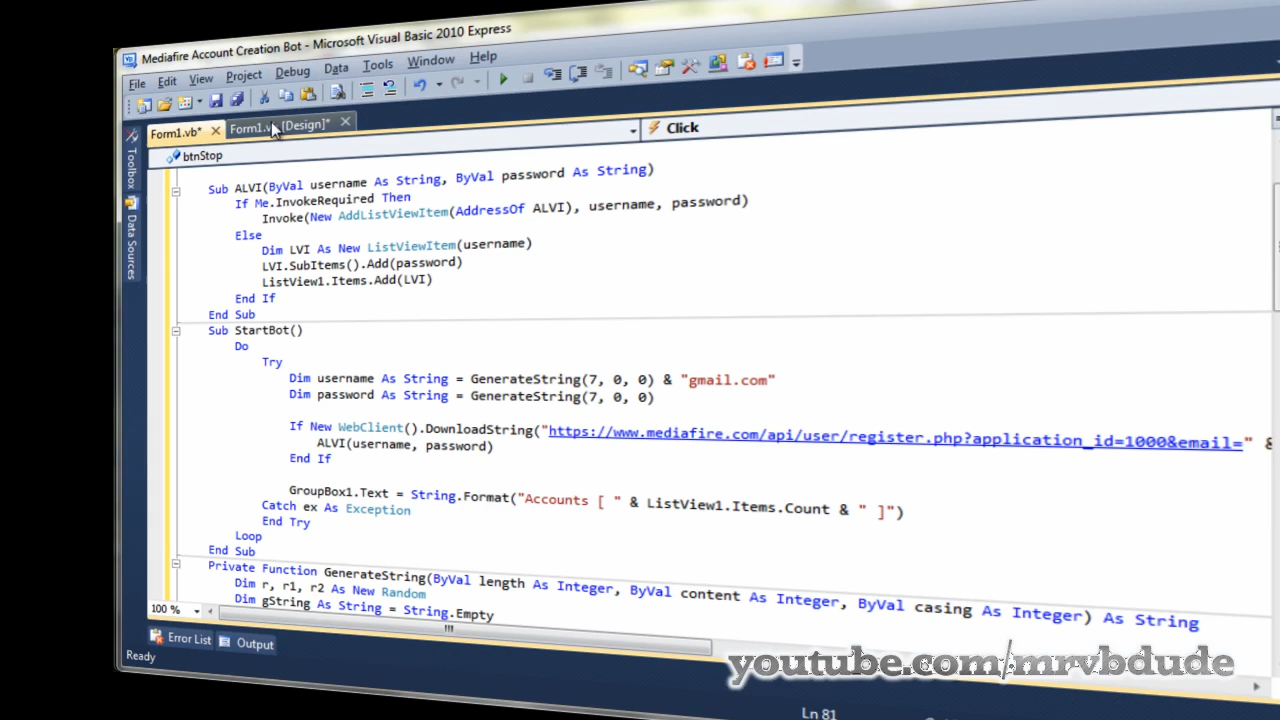 Mediafire Account Creation Bot - Microsoft Visual Basic 2010 Express
File Edit View Project Debug Data Tools Window Help
Form1.vb* Form1.v [Design]*
btnStop Click
Toolbox
Data Sources
Sub ALVI(ByVal username As String, ByVal password As String)
If Me.InvokeRequired Then
Invoke(New AddListViewItem(AddressOf ALVI), username, password)
Else
Dim LVI As New ListViewItem(username)
LVI.SubItems().Add(password)
ListView1.Items.Add(LVI)
End If
End Sub
Sub StartBot()
Do
Try
Dim username As String = GenerateString(7, 0, 0) & "gmail.com"
Dim password As String = GenerateString(7, 0, 0)
If New WebClient().DownloadString("https://www.mediafire.com/api/user/register.php?application_id=1000&email=" &
ALVI(username, password)
End If
GroupBox1.Text = String.Format("Accounts [ " & ListView1.Items.Count & " ]")
Catch ex As Exception
End Try
Loop
End Sub
Private Function GenerateString(ByVal length As Integer, ByVal content As Integer, ByVal casing As Integer) As String
Dim r, r1, r2 As New Random
Dim gString As String = String.Empty
100 %
Error List Output
Ready
Ln 81
youtube.com/mrvbdude